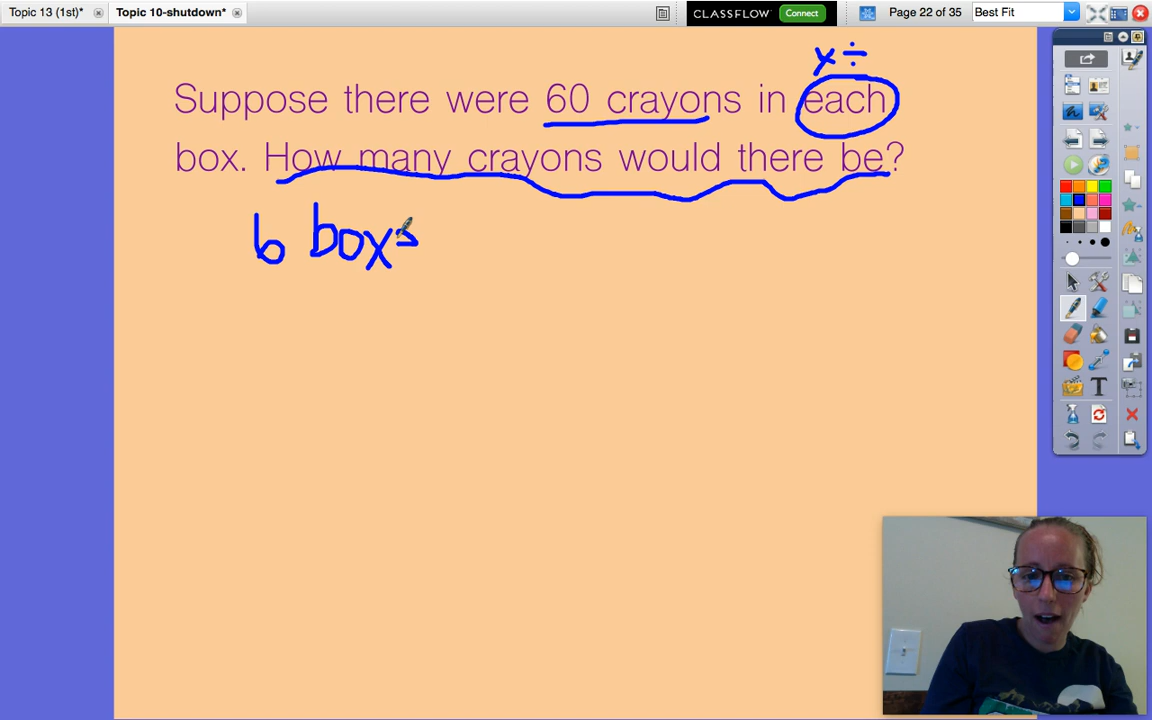 Topic 13 (1st)*
Topic 10-shutdown*
CLASSFLOW
Connect
Page 22 of 35
Best Fit
x ÷
Suppose there were 60 crayons in each
box. How many crayons would there be?
6 boxs
T